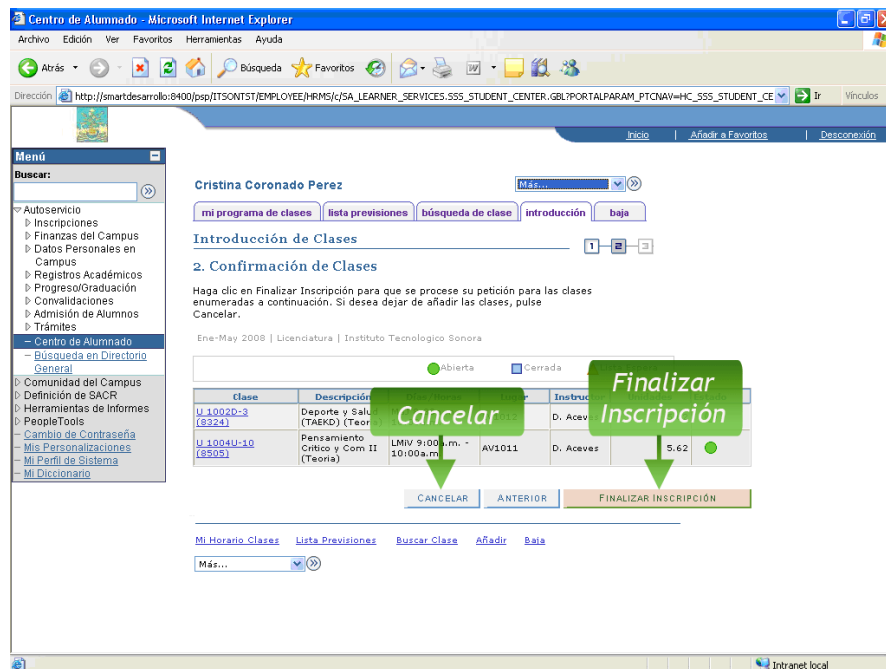 Centro de Alumnado - Microsoft Internet Explorer
Archivo Edición Ver Favoritos Herramientas Ayuda
Atrás Búsqueda Favoritos
Dirección http://smartdesarrollo:8400/psp/ITSONTST/EMPLOYEE/HRMS/c/SA_LEARNER_SERVICES.SSS_STUDENT_CENTER.GBL?PORTALPARAM_PTCNAV=HC_SSS_STUDENT_CE Ir Vínculos
Inicio | Añadir a Favoritos | Desconexión
Menú
Buscar:
Autoservicio
Inscripciones
Finanzas del Campus
Datos Personales en
Campus
Registros Académicos
Progreso/Graduación
Convalidaciones
Admisión de Alumnos
Trámites
– Centro de Alumnado
– Búsqueda en Directorio
General
Comunidad del Campus
Definición de SACR
Herramientas de Informes
PeopleTools
– Cambio de Contraseña
– Mis Personalizaciones
– Mi Perfil de Sistema
– Mi Diccionario
Cristina Coronado Perez
Más...
mi programa de clases lista previsiones búsqueda de clase introducción baja
Introducción de Clases
1 2 3
2. Confirmación de Clases
Haga clic en Finalizar Inscripción para que se procese su petición para las clases
enumeradas a continuación. Si desea dejar de añadir las clases, pulse
Cancelar.
Ene-May 2008 | Licenciatura | Instituto Tecnologico Sonora
Abierta Cerrada
Clase Descripción Instructor
U 1002D-3
(8324)
Deporte y Salud
(TAEKD) (Teoria)
D. Aceves
U 1004U-10
(8505)
Pensamiento
Critico y Com II
(Teoria)
LMiV 9:00a.m. -
10:00a.m.
AV1011 D. Aceves 5.62
Cancelar
Finalizar
Inscripción
CANCELAR ANTERIOR FINALIZAR INSCRIPCIÓN
Mi Horario Clases Lista Previsiones Buscar Clase Añadir Baja
Más...
Intranet local